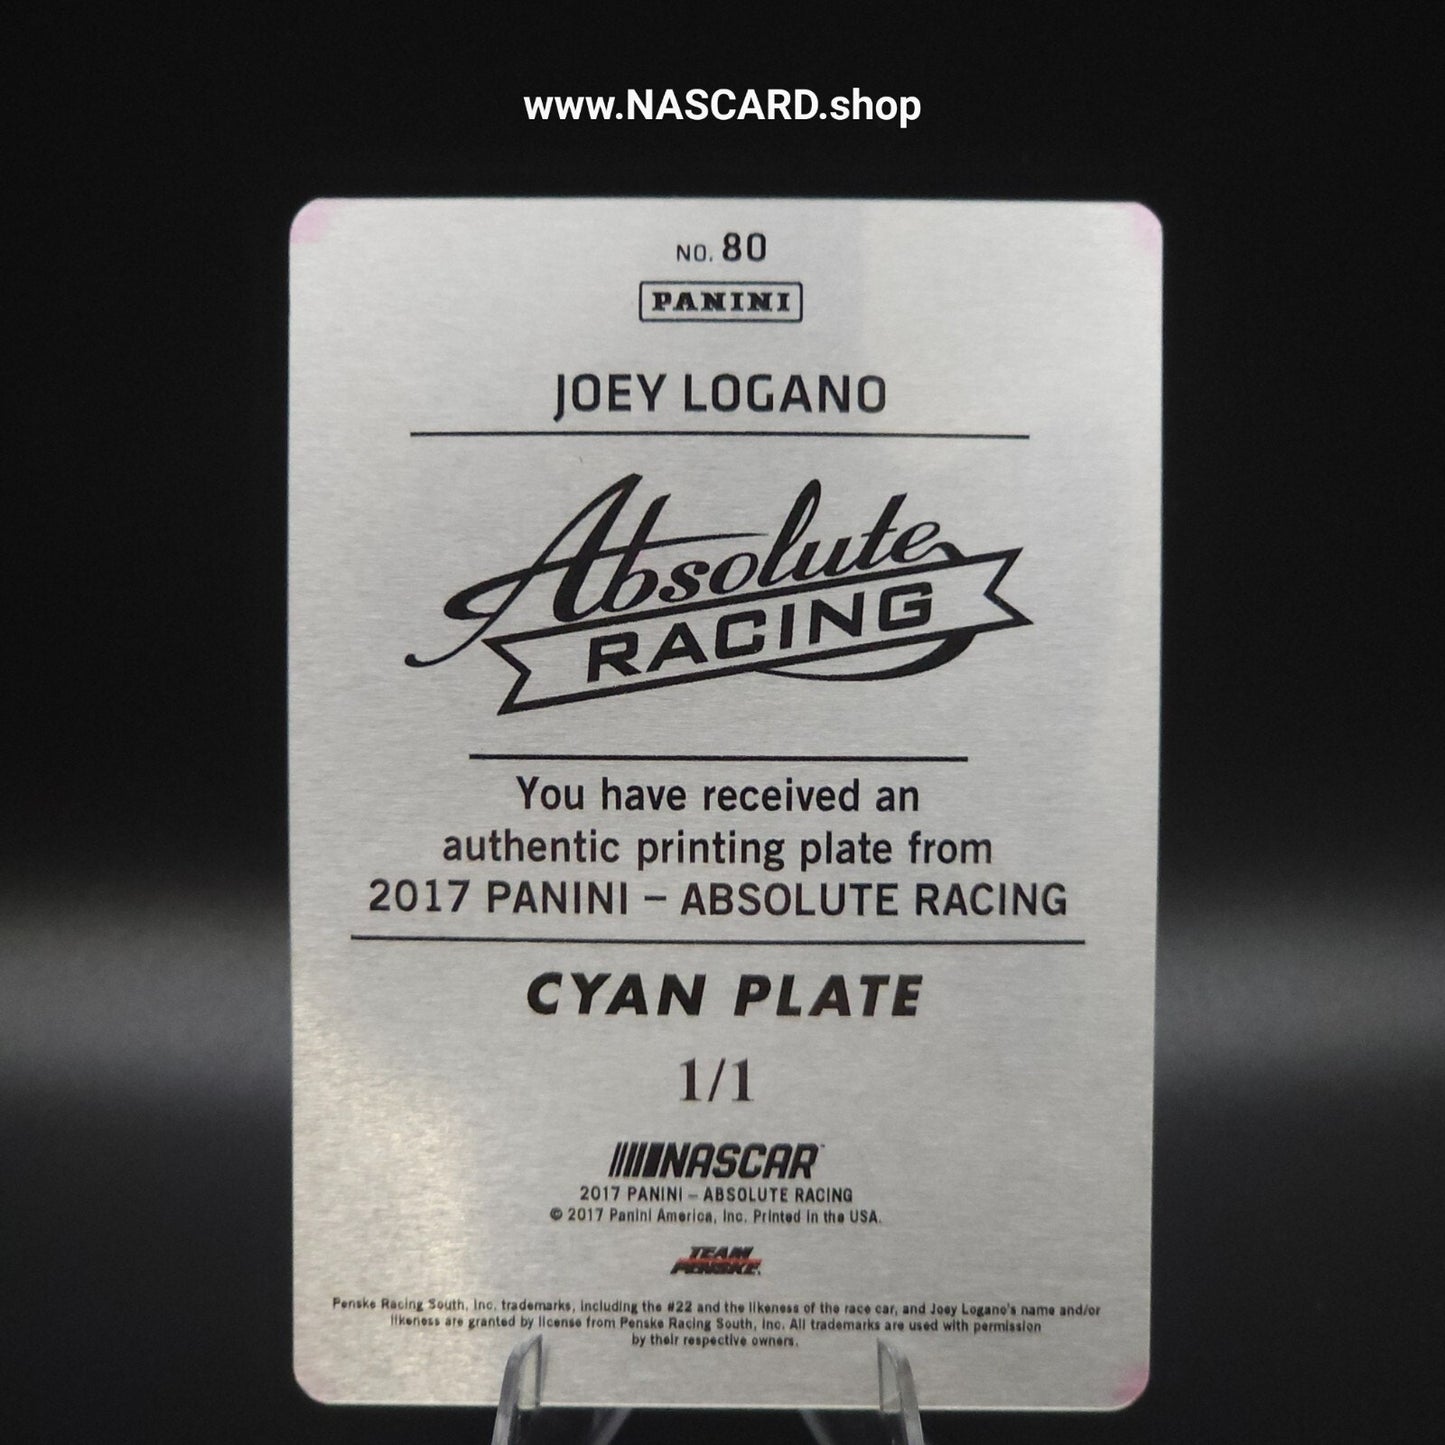 www.NASCARD.shop
NO. 80
PANINI
JOEY LOGANO
Absolute
RACING
You have received an
authentic printing plate from
2017 PANINI – ABSOLUTE RACING
CYAN PLATE
1/1
NASCAR
2017 PANINI – ABSOLUTE RACING
© 2017 Panini America, Inc. Printed in the USA.
TEAM
PENSKE
Penske Racing South, Inc. trademarks, including the #22 and the likeness of the race car, and Joey Logano's name and/or
likeness are granted by license from Penske Racing South, Inc. All trademarks are used with permission
by their respective owners.